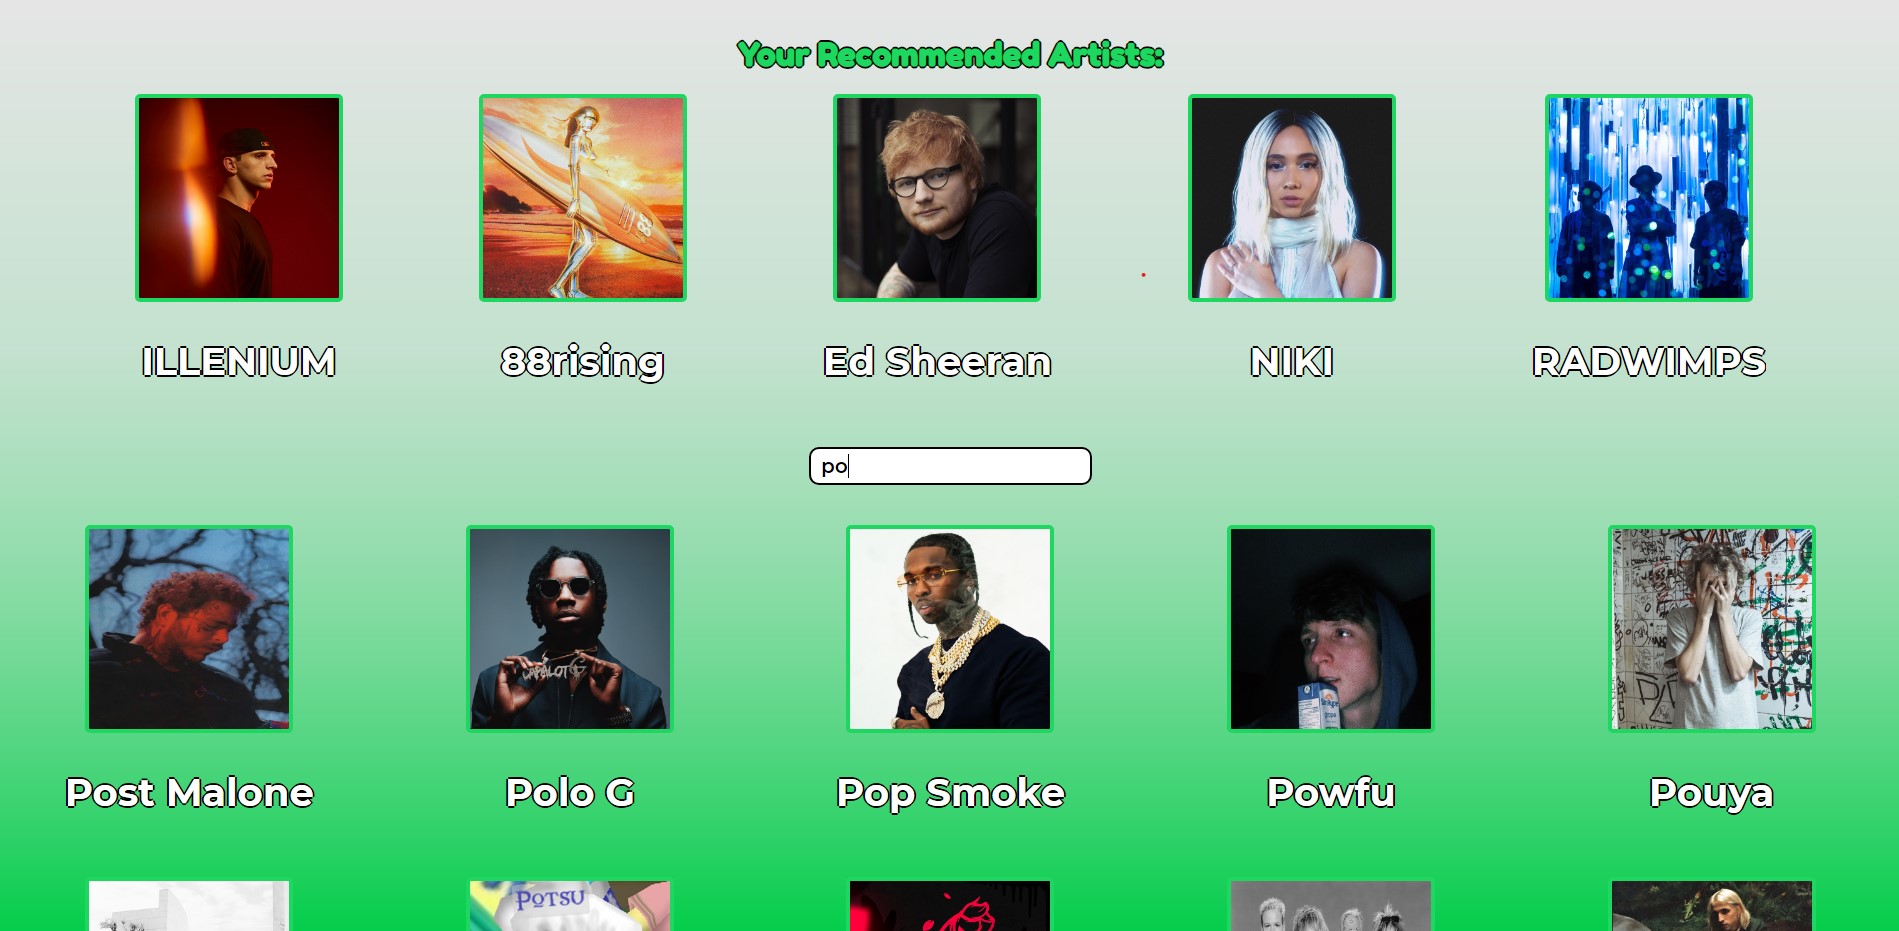 Your Recommended Artists:
ILLENIUM
88rising
Ed Sheeran
NIKI
RADWIMPS
po
Post Malone
Polo G
Pop Smoke
Powfu
Pouya
POTSU